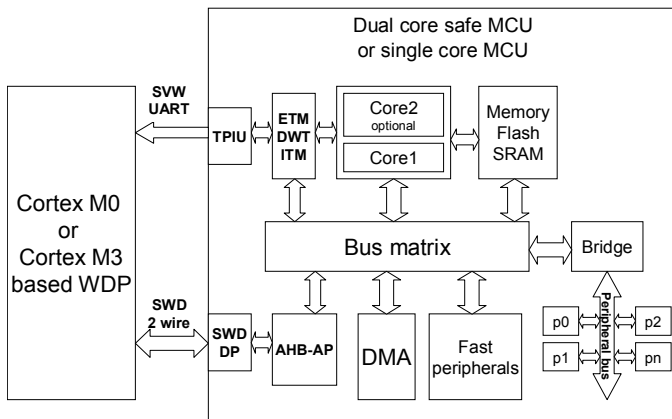 Dual core safe MCU
or single core MCU
SVW
UART
TPIU
ETM
DWT
ITM
Core2
optional
Core1
Memory
Flash
SRAM
Cortex M0
or
Cortex M3
based WDP
Bus matrix
Bridge
SWD
2 wire
SWD
DP
AHB-AP
DMA
Fast
peripherals
Peripheral bus
p0
p2
p1
pn